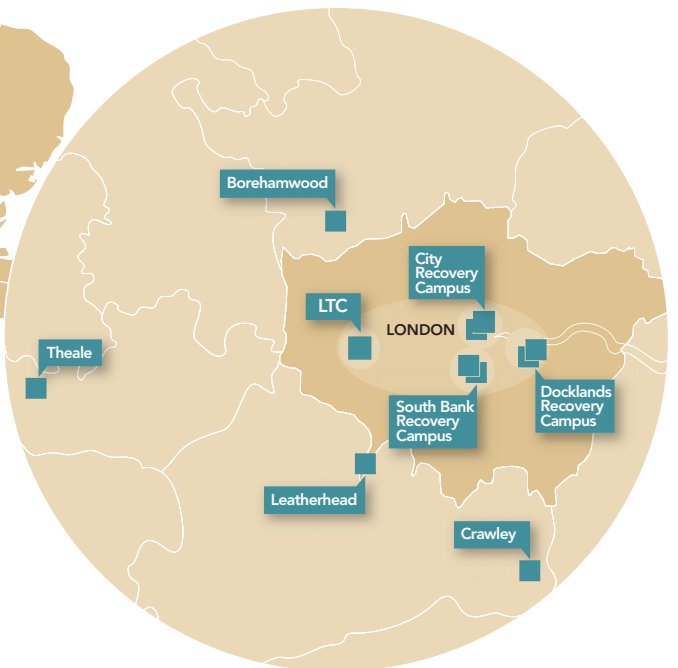 Borehamwood
City
Recovery
Campus
LTC
LONDON
Theale
South Bank
Recovery
Campus
Docklands
Recovery
Campus
Leatherhead
Crawley